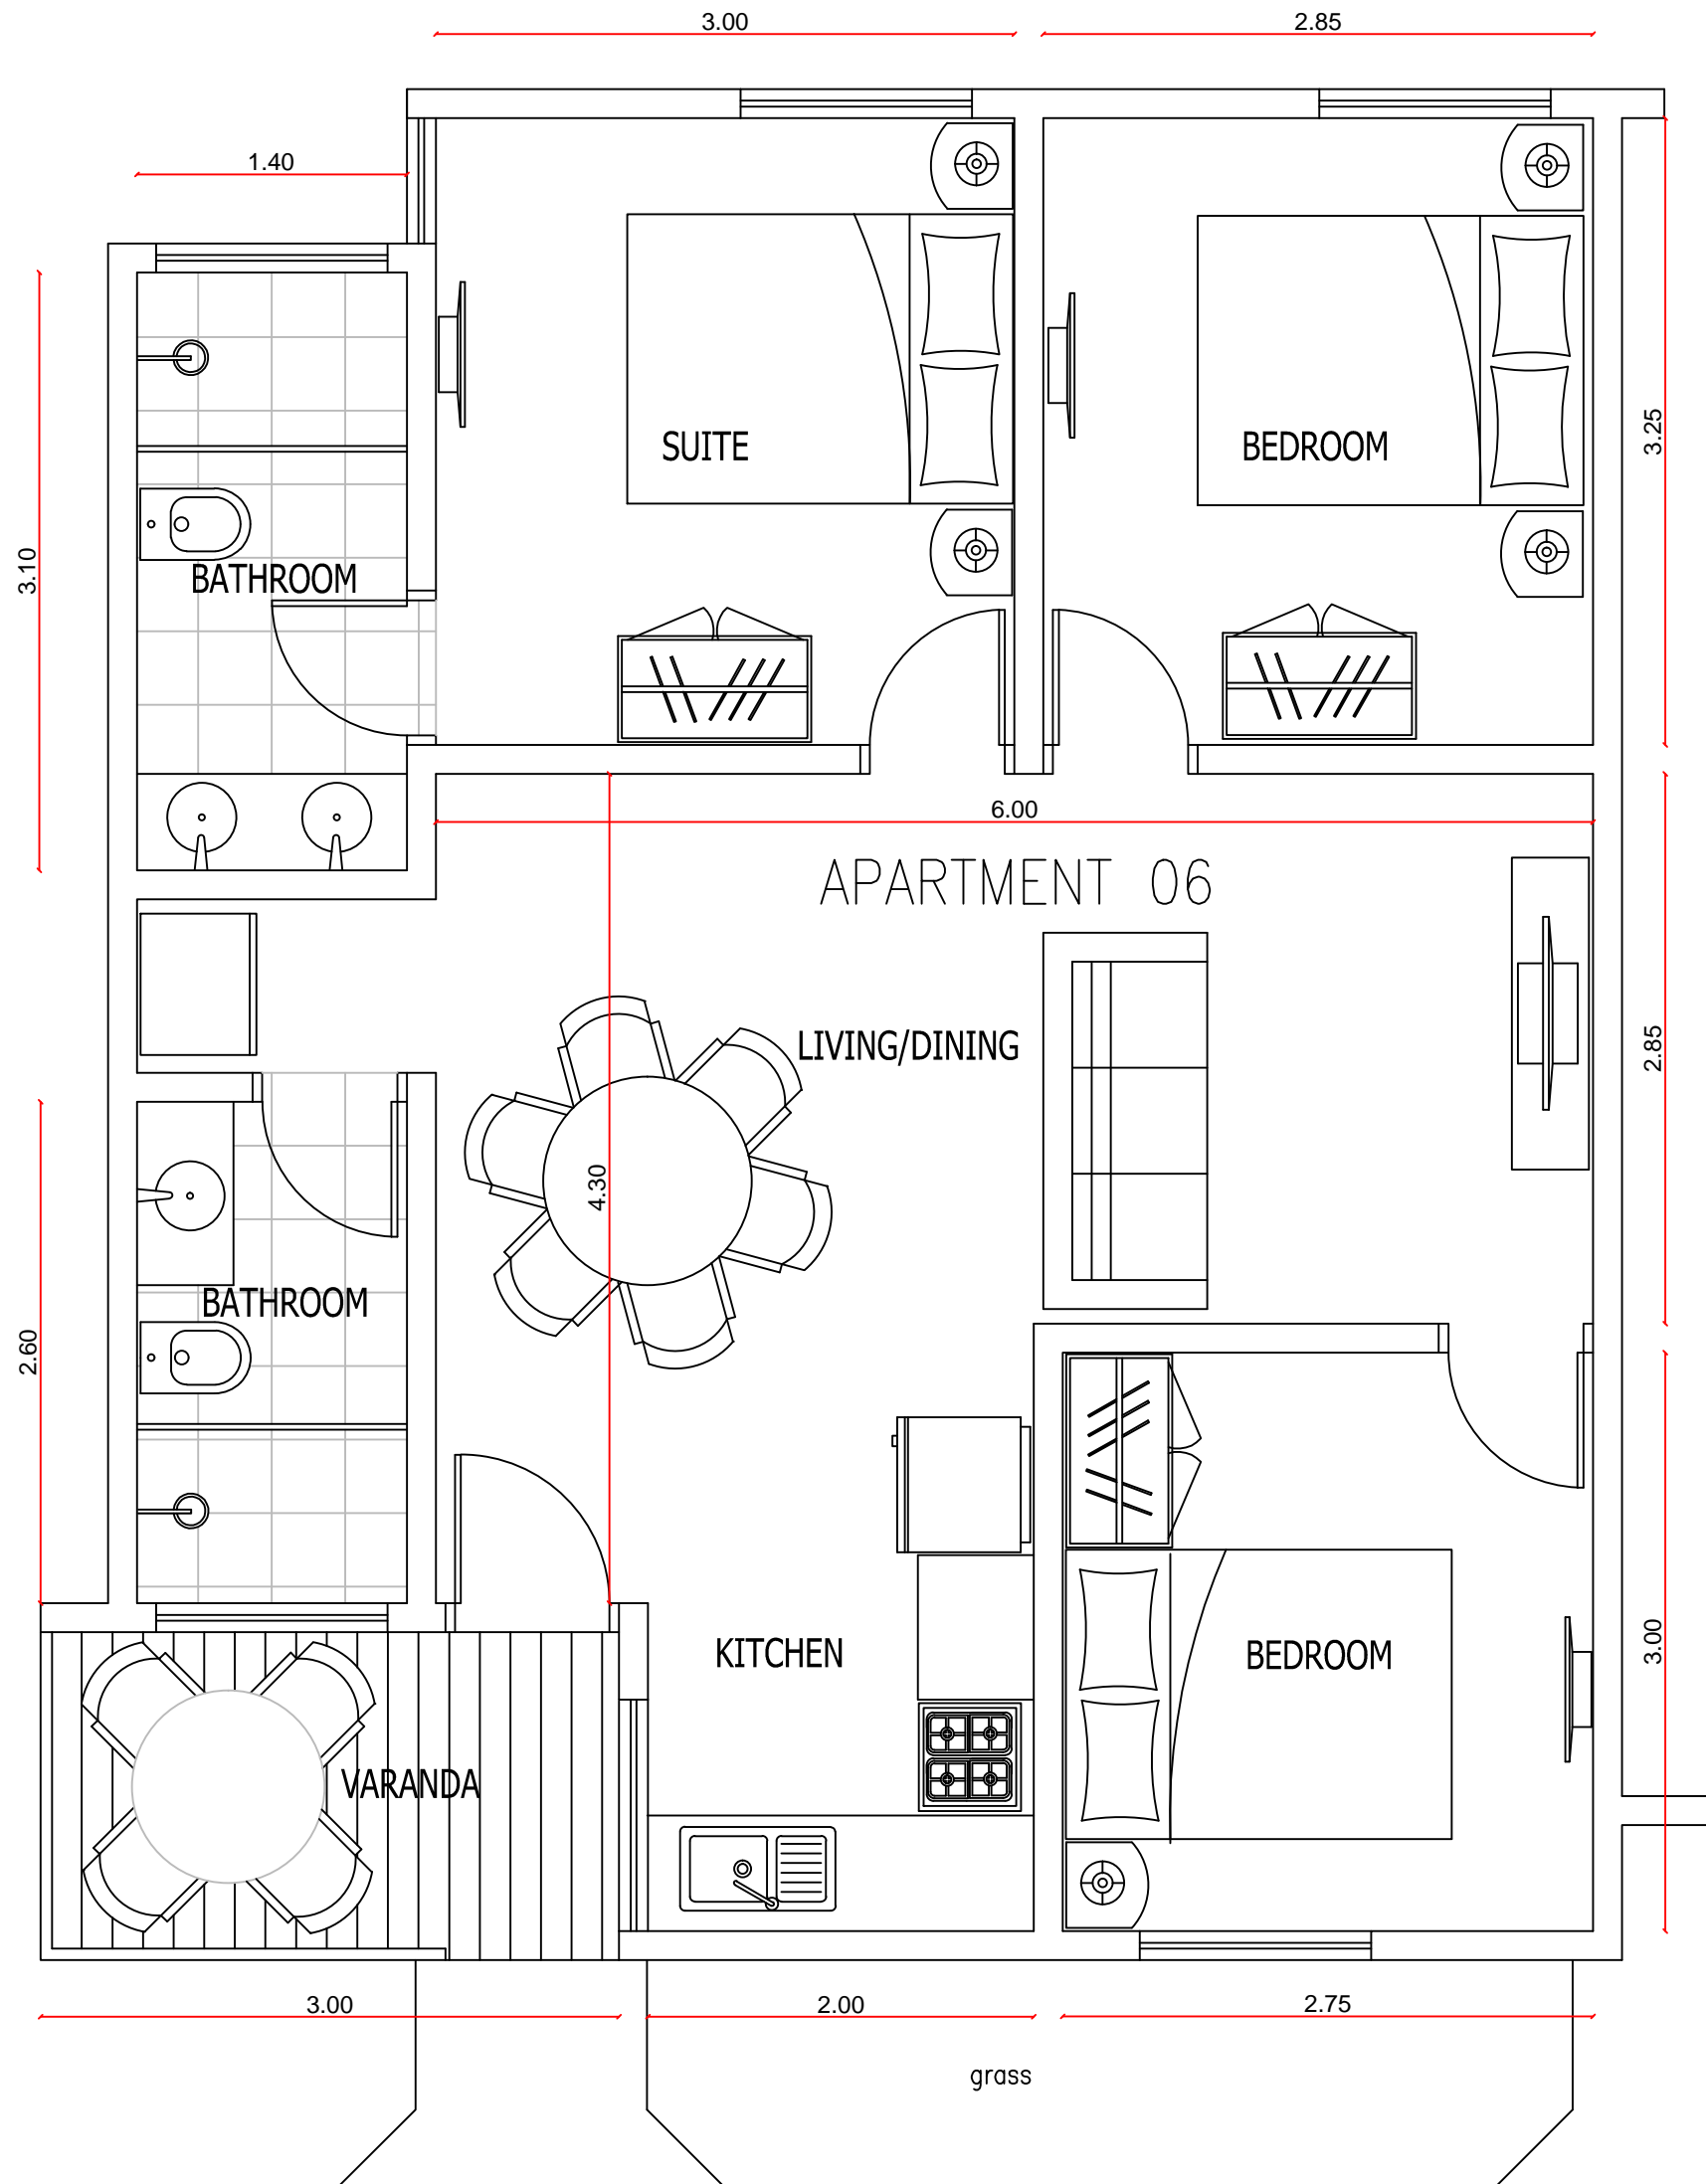 3.00
2.85
1.40
SUITE
BEDROOM
3.25
3.10
BATHROOM
6.00
APARTMENT 06
LIVING/DINING
2.85
4.30
BATHROOM
2.60
KITCHEN
BEDROOM
3.00
VARANDA
3.00
2.00
2.75
grass